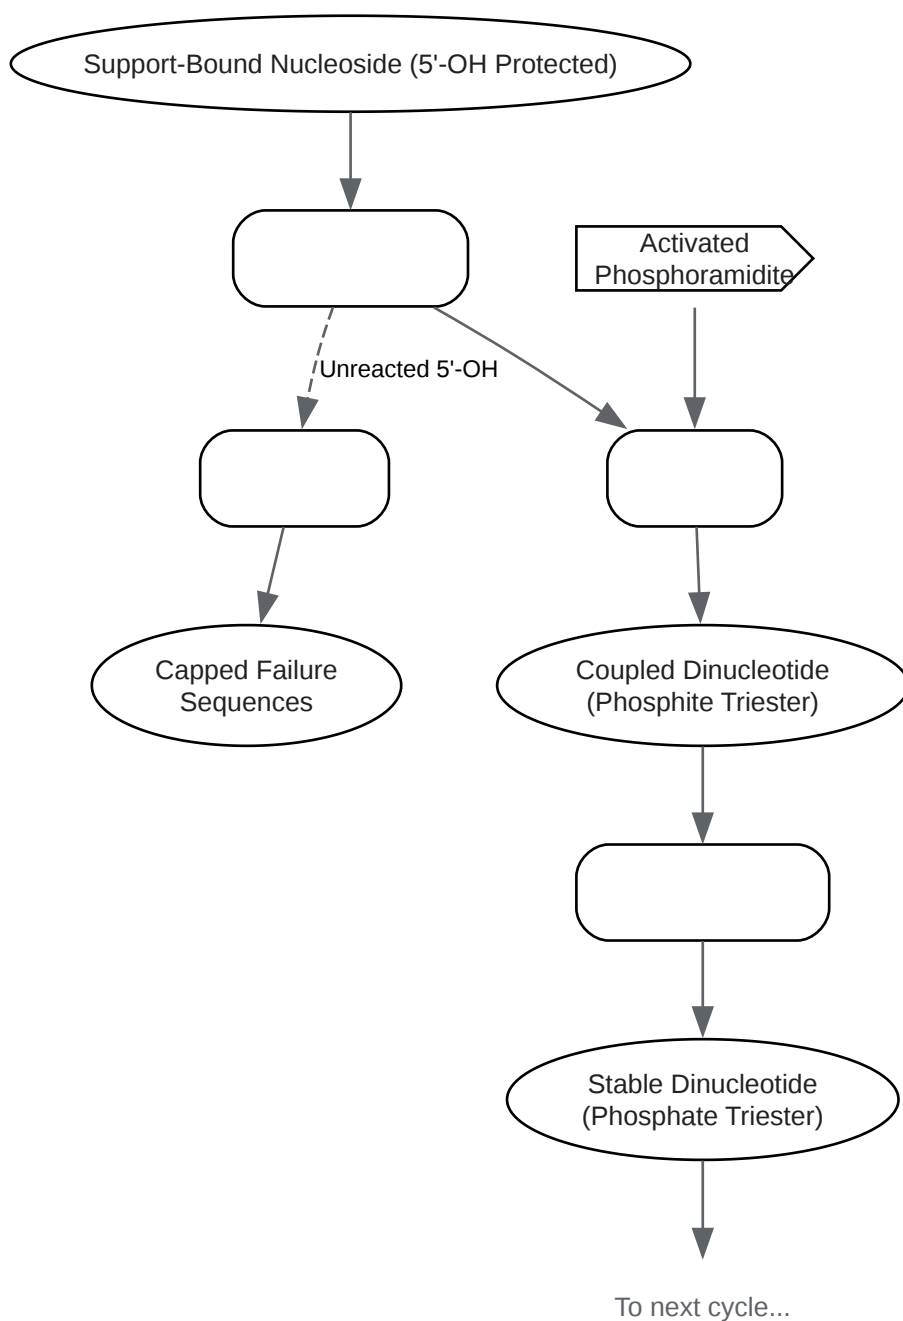 Support-Bound Nucleoside (5'-OH Protected)
Activated
Phosphoramidite
Unreacted 5'-OH
Capped Failure
Sequences
Coupled Dinucleotide
(Phosphite Triester)
Stable Dinucleotide
(Phosphate Triester)
To next cycle...